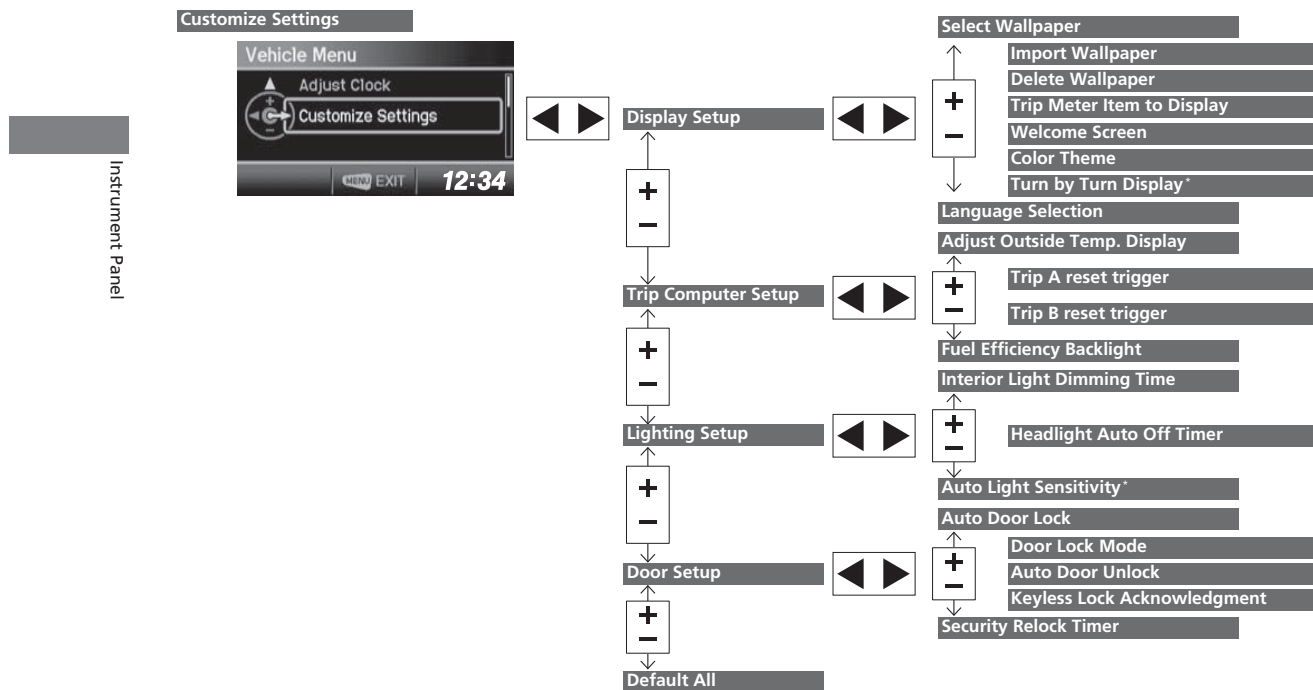 Customize Settings
Vehicle Menu
Adjust Clock
Customize Settings
MENU EXIT 12:34
Instrument Panel
Display Setup
Select Wallpaper
Import Wallpaper
Delete Wallpaper
Trip Meter Item to Display
Welcome Screen
Color Theme
Turn by Turn Display*
Language Selection
Trip Computer Setup
Adjust Outside Temp. Display
Trip A reset trigger
Trip B reset trigger
Fuel Efficiency Backlight
Lighting Setup
Interior Light Dimming Time
Headlight Auto Off Timer
Auto Light Sensitivity*
Door Setup
Auto Door Lock
Door Lock Mode
Auto Door Unlock
Keyless Lock Acknowledgment
Security Relock Timer
Default All